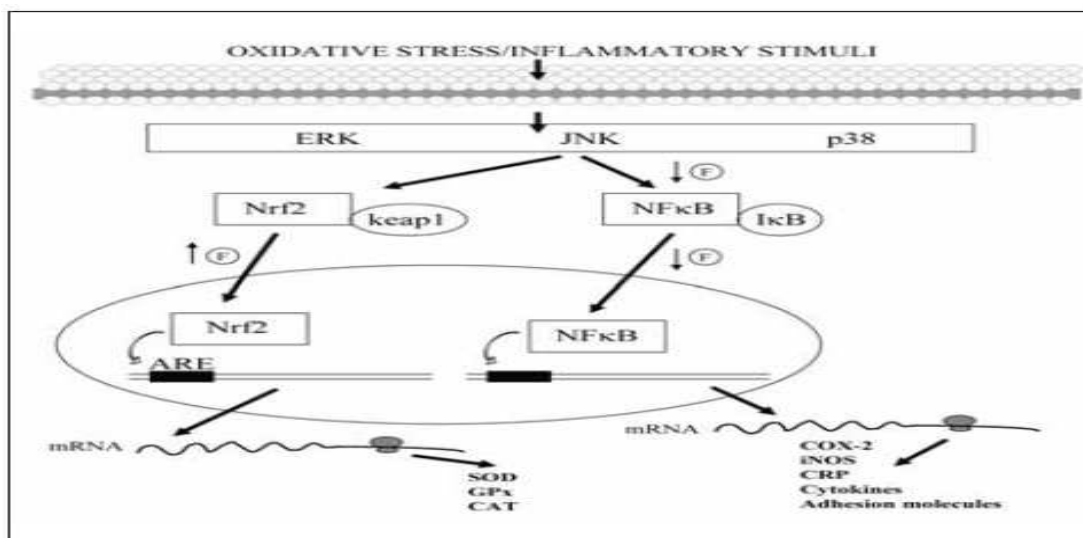 OXIDATIVE STRESS/INFLAMMATORY STIMULI
ERK JNK p38
↓ F
Nrf2 keap1 NFκB IκB
↑ F ↓ F
Nrf2 NFκB
ARE
mRNA mRNA
COX-2
iNOS
CRP
Cytokines
Adhesion molecules
SOD
GPx
CAT